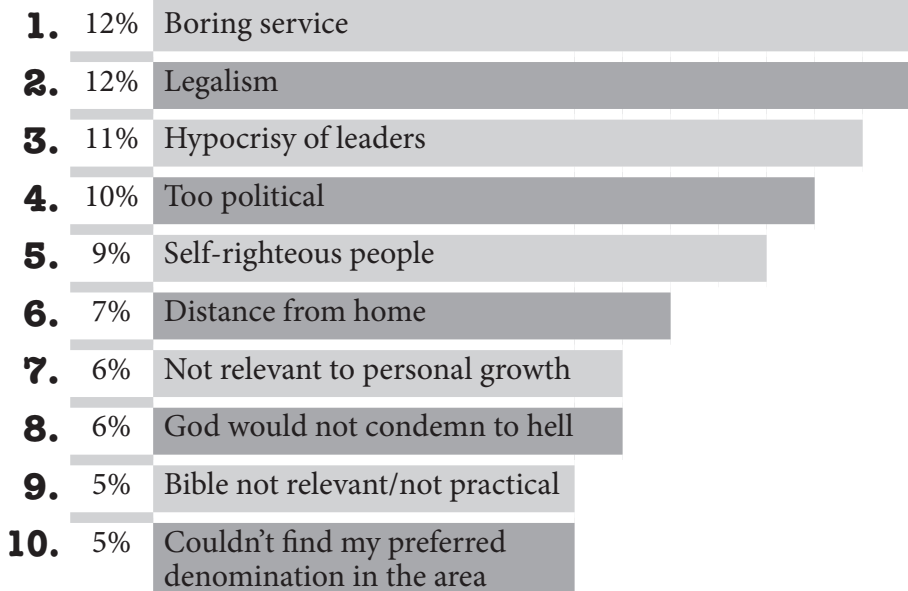 1. 12% Boring service
2. 12% Legalism
3. 11% Hypocrisy of leaders
4. 10% Too political
5. 9% Self-righteous people
6. 7% Distance from home
7. 6% Not relevant to personal growth
8. 6% God would not condemn to hell
9. 5% Bible not relevant/not practical
10. 5% Couldn’t find my preferred
denomination in the area